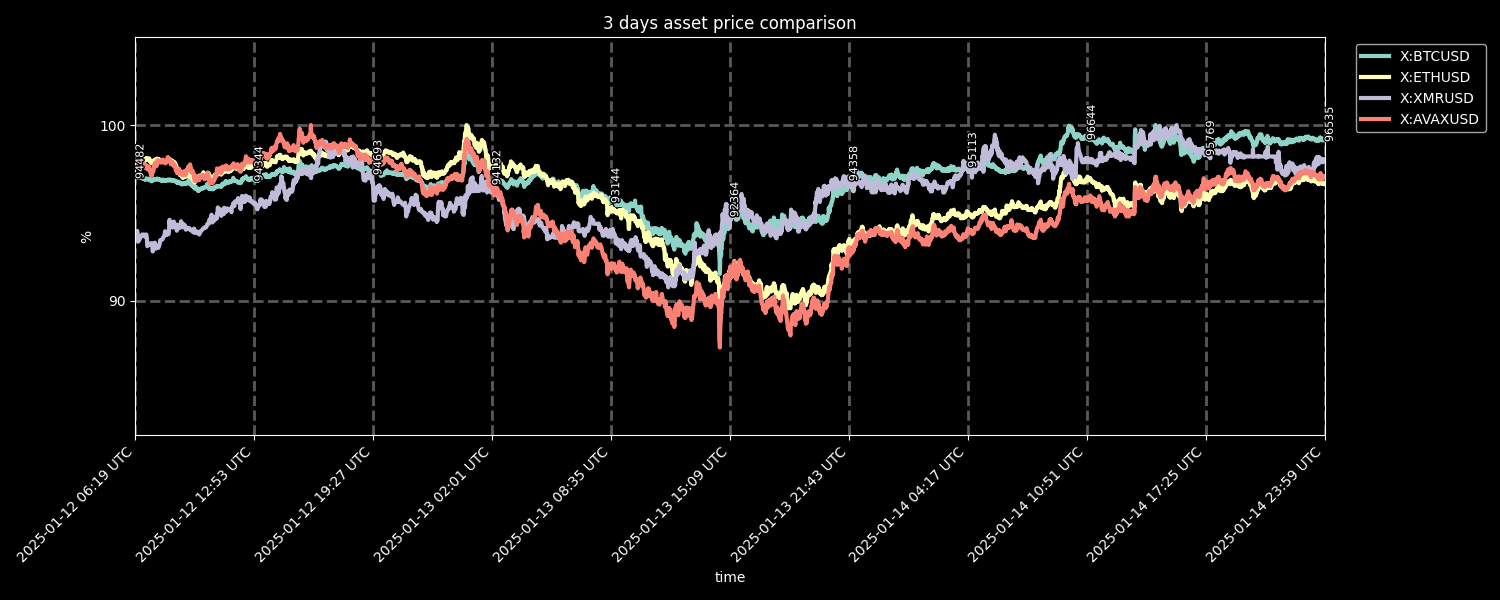 3 days asset price comparison
X:BTCUSD
X:ETHUSD
X:XMRUSD
X:AVAXUSD
100
90
%
94182
94344
94693
94132
93144
92364
94358
95113
96644
95769
96535
2025-01-12 06:19 UTC
2025-01-12 12:53 UTC
2025-01-12 19:27 UTC
2025-01-13 02:01 UTC
2025-01-13 08:35 UTC
2025-01-13 15:09 UTC
2025-01-13 21:43 UTC
2025-01-14 04:17 UTC
2025-01-14 10:51 UTC
2025-01-14 17:25 UTC
2025-01-14 23:59 UTC
time